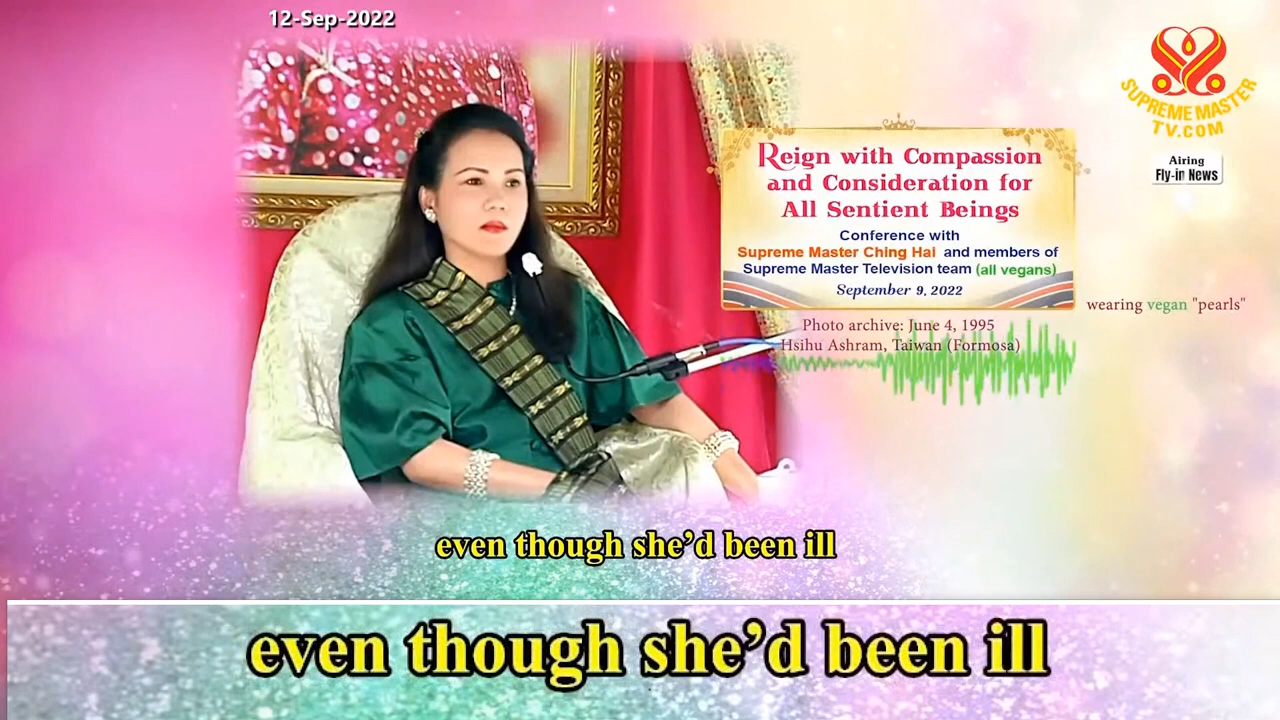 12-Sep-2022
SUPREME MASTER
TV.COM
Airing
Fly-in News
Reign with Compassion
and Consideration for
All Sentient Beings
Conference with
Supreme Master Ching Hai and members of
Supreme Master Television team (all vegans)
September 9, 2022
wearing vegan "pearls"
Photo archive: June 4, 1995
Hsihu Ashram, Taiwan (Formosa)
even though she’d been ill
even though she’d been ill